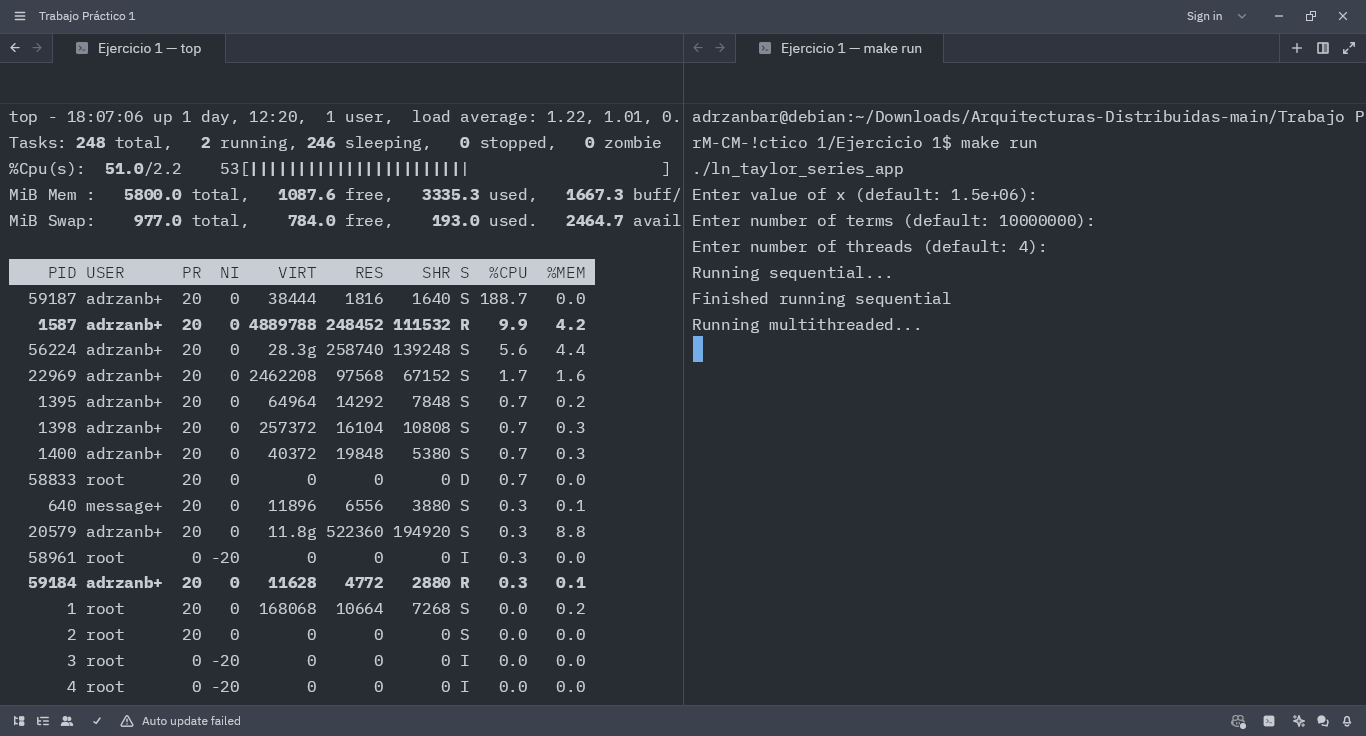 Trabajo Práctico 1
Sign in
Ejercicio 1 — top
Ejercicio 1 — make run
top - 18:07:06 up 1 day, 12:20,  1 user,  load average: 1.22, 1.01, 0.
Tasks: 248 total,   2 running, 246 sleeping,   0 stopped,   0 zombie
%Cpu(s):  51.0/2.2    53[||||||||||||||||||||||                    ]
MiB Mem :   5800.0 total,   1087.6 free,   3335.3 used,   1667.3 buff/
MiB Swap:    977.0 total,    784.0 free,    193.0 used.   2464.7 avail
PID USER      PR  NI    VIRT    RES    SHR S  %CPU  %MEM
59187 adrzanb+  20   0   38444   1816   1640 S 188.7   0.0
1587 adrzanb+  20   0 4889788 248452 111532 R   9.9   4.2
56224 adrzanb+  20   0   28.3g 258740 139248 S   5.6   4.4
22969 adrzanb+  20   0 2462208  97568  67152 S   1.7   1.6
1395 adrzanb+  20   0   64964  14292   7848 S   0.7   0.2
1398 adrzanb+  20   0  257372  16104  10808 S   0.7   0.3
1400 adrzanb+  20   0   40372  19848   5380 S   0.7   0.3
58833 root      20   0       0      0      0 D   0.7   0.0
640 message+  20   0   11896   6556   3880 S   0.3   0.1
20579 adrzanb+  20   0   11.8g 522360 194920 S   0.3   8.8
58961 root       0 -20       0      0      0 I   0.3   0.0
59184 adrzanb+  20   0   11628   4772   2880 R   0.3   0.1
1 root      20   0  168068  10664   7268 S   0.0   0.2
2 root      20   0       0      0      0 S   0.0   0.0
3 root       0 -20       0      0      0 I   0.0   0.0
4 root       0 -20       0      0      0 I   0.0   0.0
adrzanbar@debian:~/Downloads/Arquitecturas-Distribuidas-main/Trabajo P
rM-CM-!ctico 1/Ejercicio 1$ make run
./ln_taylor_series_app
Enter value of x (default: 1.5e+06):
Enter number of terms (default: 10000000):
Enter number of threads (default: 4):
Running sequential...
Finished running sequential
Running multithreaded...
Auto update failed